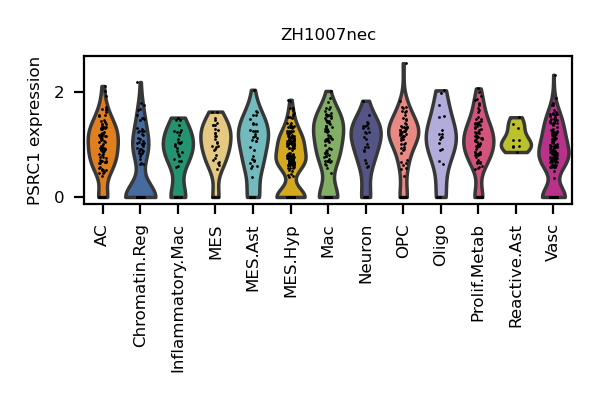 ZH1007nec
PSRC1 expression
2
0
AC
Chromatin.Reg
Inflammatory.Mac
MES
MES.Ast
MES.Hyp
Mac
Neuron
OPC
Oligo
Prolif.Metab
Reactive.Ast
Vasc